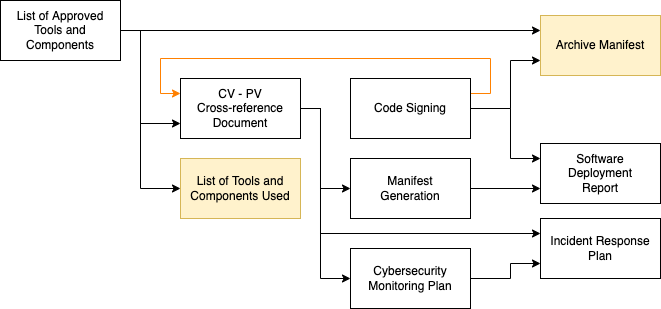 List of Approved
Tools and
Components
Archive Manifest
CV - PV
Cross-reference
Document
Code Signing
List of Tools and
Components Used
Manifest
Generation
Software
Deployment
Report
Incident Response
Plan
Cybersecurity
Monitoring Plan